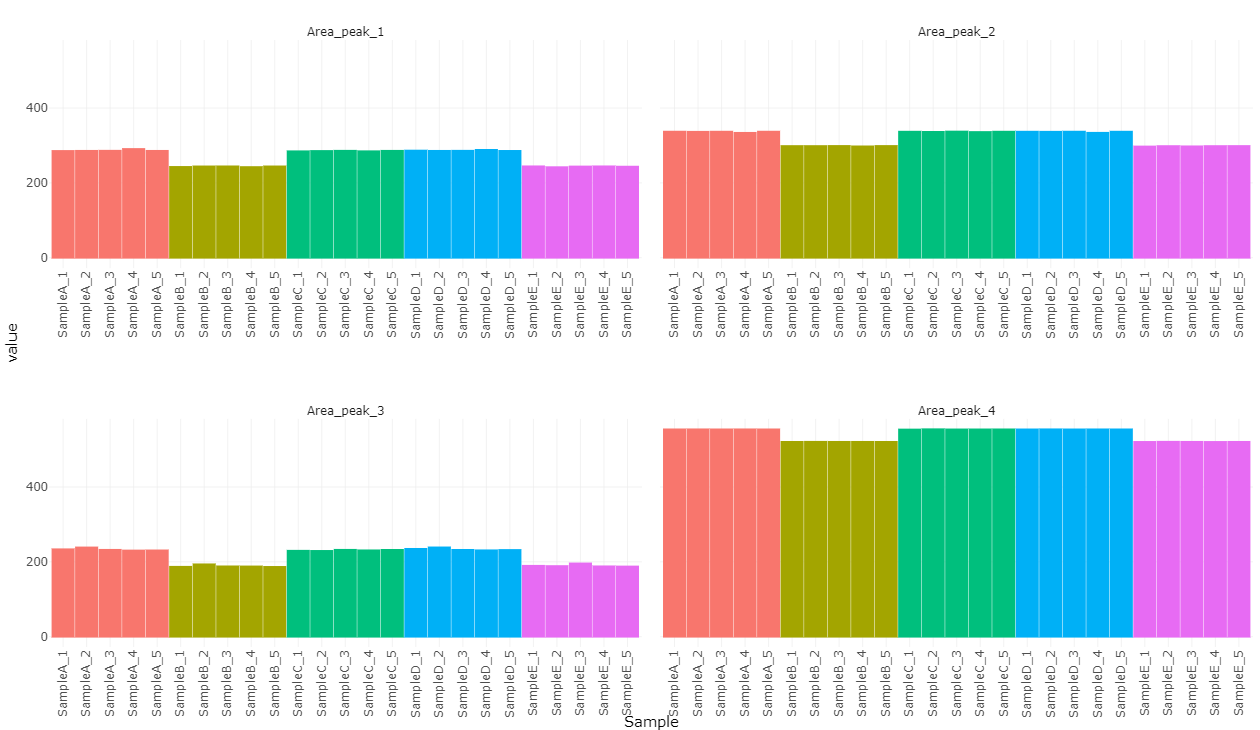 Area_peak_1
Area_peak_2
400
200
0
SampleA_1 SampleA_2 SampleA_3 SampleA_4 SampleA_5 SampleB_1 SampleB_2 SampleB_3 SampleB_4 SampleB_5 SampleC_1 SampleC_2 SampleC_3 SampleC_4 SampleC_5 SampleD_1 SampleD_2 SampleD_3 SampleD_4 SampleD_5 SampleE_1 SampleE_2 SampleE_3 SampleE_4 SampleE_5
SampleA_1 SampleA_2 SampleA_3 SampleA_4 SampleA_5 SampleB_1 SampleB_2 SampleB_3 SampleB_4 SampleB_5 SampleC_1 SampleC_2 SampleC_3 SampleC_4 SampleC_5 SampleD_1 SampleD_2 SampleD_3 SampleD_4 SampleD_5 SampleE_1 SampleE_2 SampleE_3 SampleE_4 SampleE_5
value
Area_peak_3
Area_peak_4
400
200
0
SampleA_1 SampleA_2 SampleA_3 SampleA_4 SampleA_5 SampleB_1 SampleB_2 SampleB_3 SampleB_4 SampleB_5 SampleC_1 SampleC_2 SampleC_3 SampleC_4 SampleC_5 SampleD_1 SampleD_2 SampleD_3 SampleD_4 SampleD_5 SampleE_1 SampleE_2 SampleE_3 SampleE_4 SampleE_5
SampleA_1 SampleA_2 SampleA_3 SampleA_4 SampleA_5 SampleB_1 SampleB_2 SampleB_3 SampleB_4 SampleB_5 SampleC_1 SampleC_2 SampleC_3 SampleC_4 SampleC_5 SampleD_1 SampleD_2 SampleD_3 SampleD_4 SampleD_5 SampleE_1 SampleE_2 SampleE_3 SampleE_4 SampleE_5
Sample